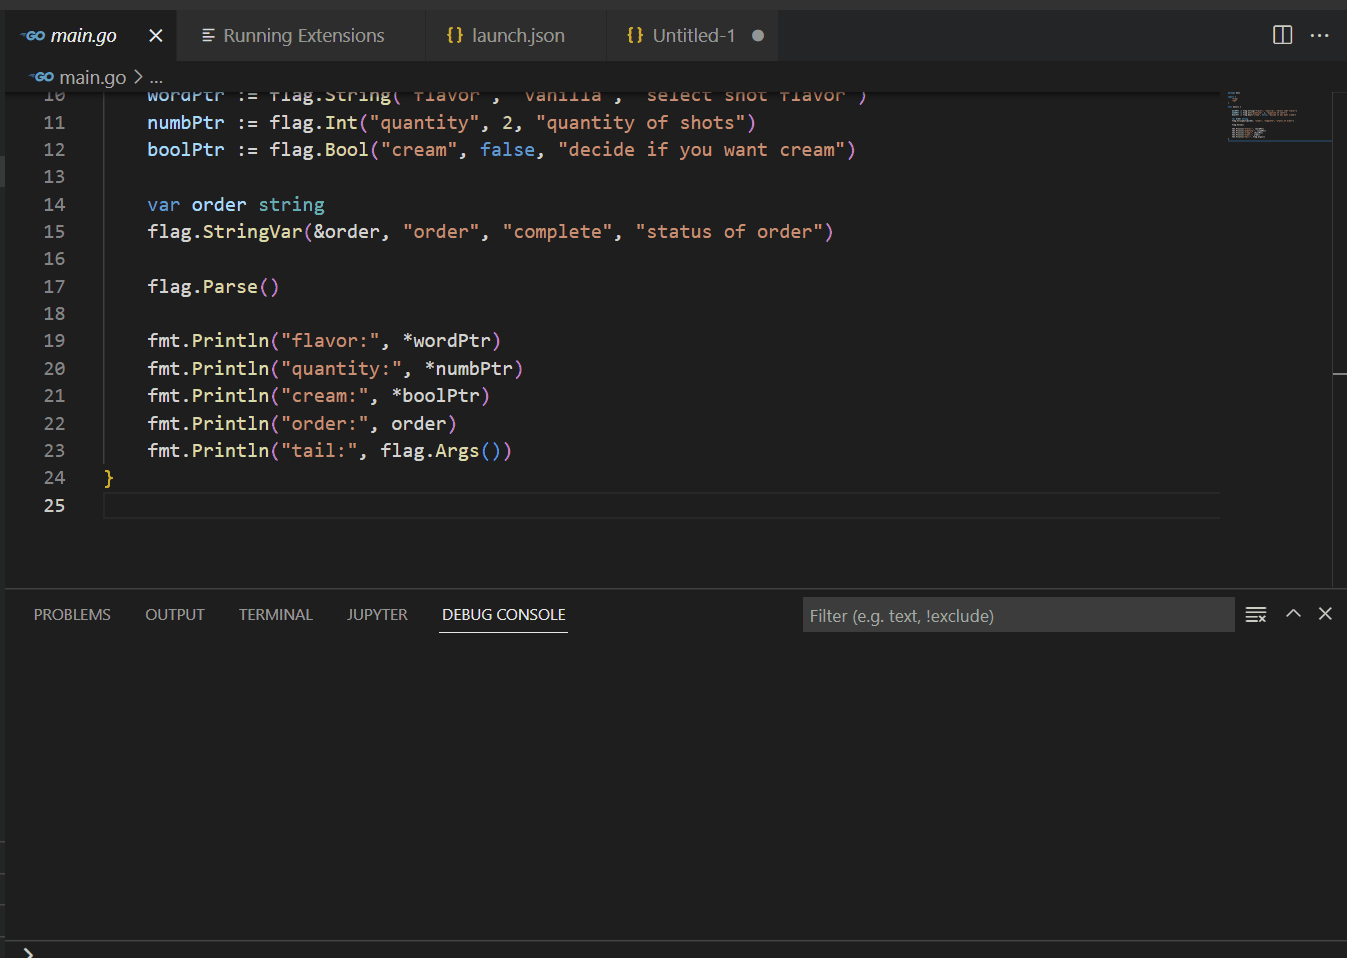 GO main.go × Running Extensions {} launch.json {} Untitled-1 ● ...
GO main.go > ...
10 wordPtr := flag.String("flavor", "vanilla", "select shot flavor")
11 numbPtr := flag.Int("quantity", 2, "quantity of shots")
12 boolPtr := flag.Bool("cream", false, "decide if you want cream")
13
14 var order string
15 flag.StringVar(&order, "order", "complete", "status of order")
16
17 flag.Parse()
18
19 fmt.Println("flavor:", *wordPtr)
20 fmt.Println("quantity:", *numbPtr)
21 fmt.Println("cream:", *boolPtr)
22 fmt.Println("order:", order)
23 fmt.Println("tail:", flag.Args())
24 }
25
PROBLEMS OUTPUT TERMINAL JUPYTER DEBUG CONSOLE Filter (e.g. text, !exclude)